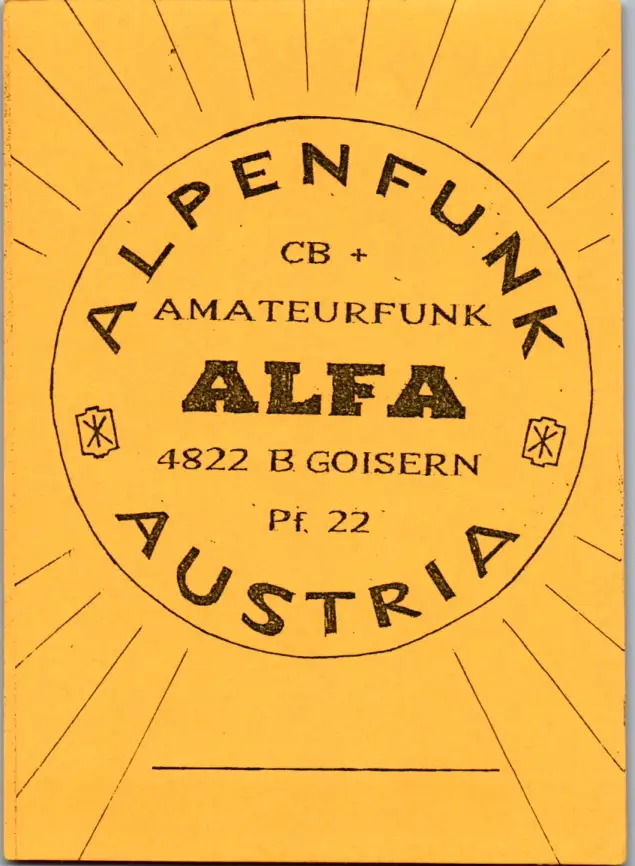 ALPENFUNK
CB +
AMATEURFUNK
ALFA
4822 B. GOISERN
Pf. 22
AUSTRIA